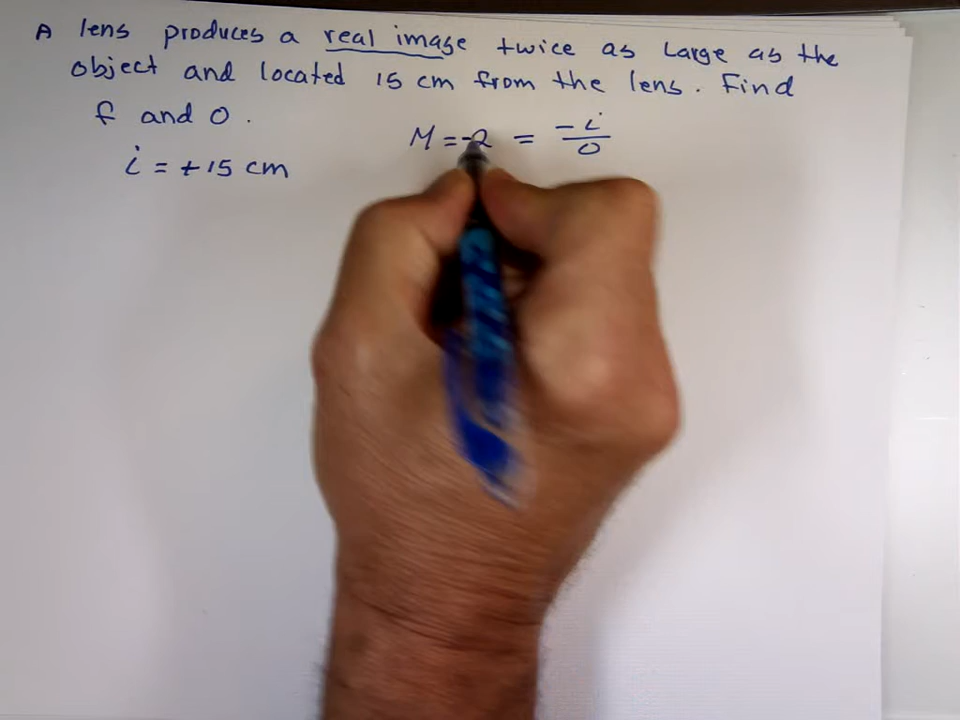 A lens produces a real image twice as large as the
object and located 15 cm from the lens. Find
f and o.
M = -2 = -i/o
i = +15 cm